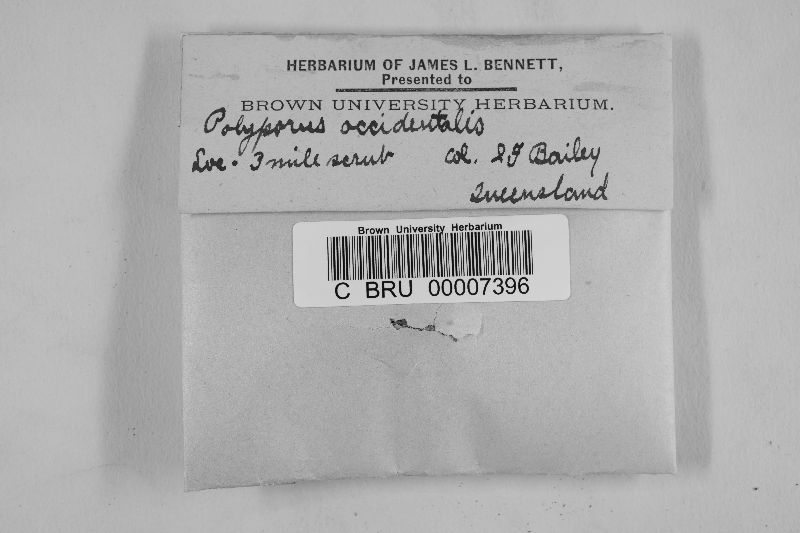 HERBARIUM OF JAMES L. BENNETT,
Presented to
BROWN UNIVERSITY HERBARIUM.
Polyporus occidentalis
Loc. 3 mile scrub col. Bailey
Queensland
Brown University Herbarium
C BRU 00007396